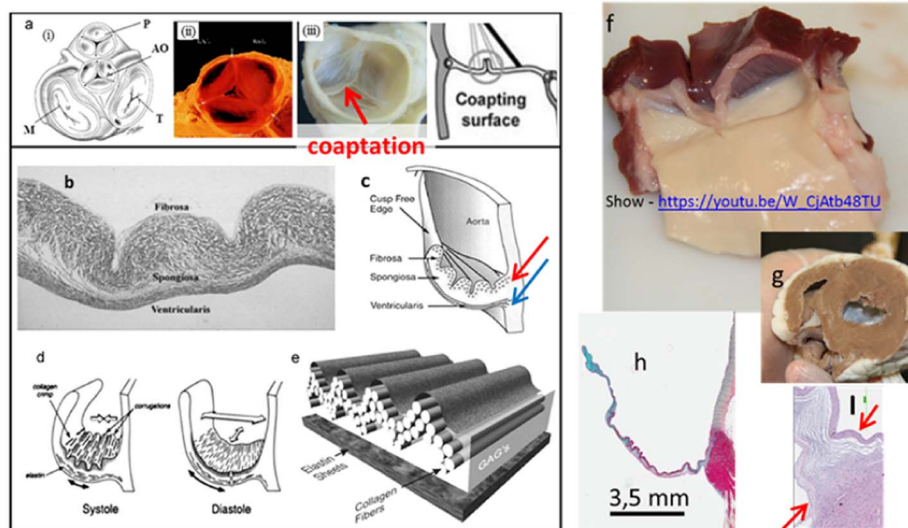 a
(i)
P
AO
M
T
(ii)
(iii)
coaptation
Coapting
surface
b
Fibrosa
Spongiosa
Ventricularis
c
Cusp Free
Edge
Aorta
Fibrosa
Spongiosa
Ventricularis
d
collagen
crimp
corrugations
elastin
Systole
Diastole
e
Elastin
Sheets
Collagen
Fibers
GAG's
f
Show - https://youtu.be/W_CjAtb48TU
g
h
3,5 mm
I